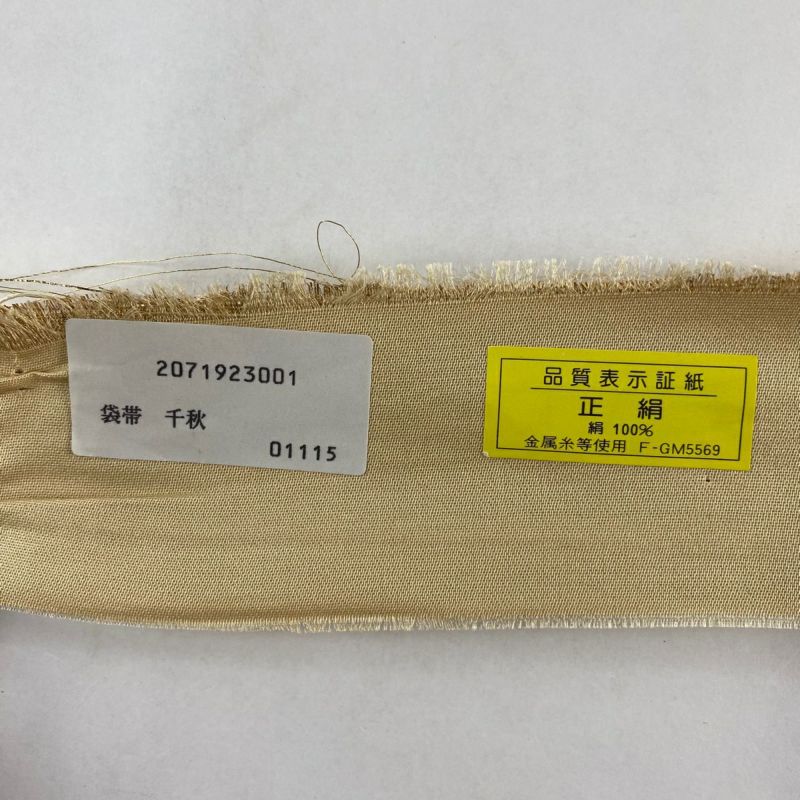 2071923001
袋帯 千秋
01115
品質表示証紙
正絹
絹 100%
金属糸等使用 F-GM5569